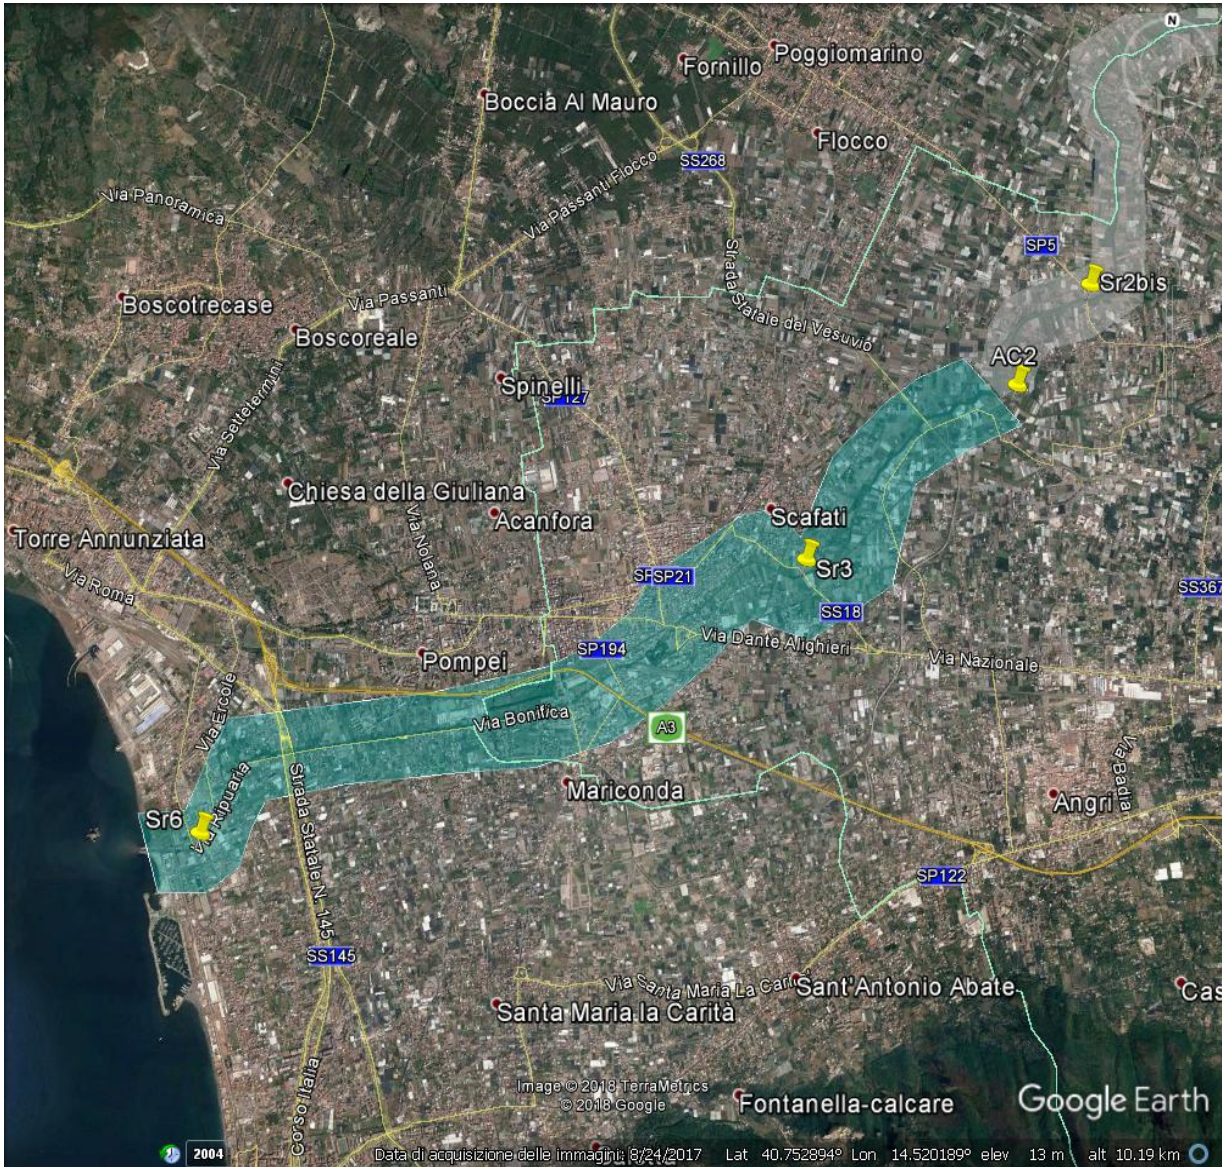 N
Poggiomarino
Fornillo
Boccia Al Mauro
Flocco
SS268
Via Passanti Flocco
Via Panoramica
SP5
Strada Statale del Vesuvio
Sr2bis
Boscotrecase
Via Passanti
Boscoreale
AC2
Spinelli
SP127
Via Settetermini
Chiesa della Giuliana
Acanfora
Scafati
Via Nolana
Torre Annunziata
Sr3
Via Roma
SP21
SS367
SS18
Via Dante Alighieri
SP194
Via Nazionale
Pompei
Via Ercole
Via Bonifica
A3
Via Badia
Mariconda
Angri
Via Ripuaria
Strada Statale N. 145
Sr6
SP122
SS145
Via Santa Maria La Carità
Sant'Antonio Abate
Cas
Santa Maria la Carità
Corso Italia
Image © 2018 TerraMetrics
© 2018 Google
Fontanella-calcare
Google Earth
2004
Data di acquisizione delle immagini: 8/24/2017 Lat 40.752894° Lon 14.520189° elev 13 m alt 10.19 km